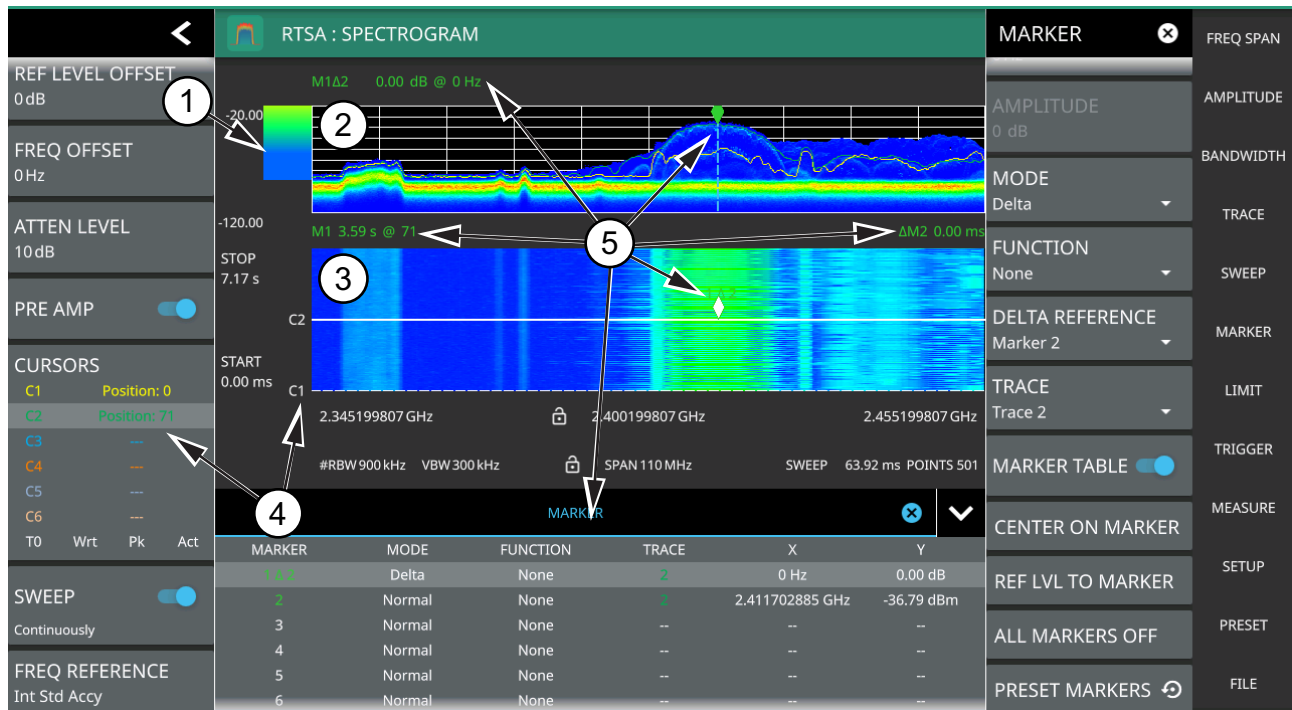 RTSA : SPECTROGRAM
REF LEVEL OFFSET
0 dB
FREQ OFFSET
0 Hz
ATTEN LEVEL
10 dB
PRE AMP
CURSORS
C1 Position: 0
C2 Position: 71
C3 ---
C4 ---
C5 ---
C6 ---
T0 Wrt Pk Act
SWEEP
Continuously
FREQ REFERENCE
Int Std Accy
1
M1Δ2 0.00 dB @ 0 Hz
-20.00
2
-120.00
M1 3.59 s @ 71
5
ΔM2 0.00 ms
STOP
7.17 s
3
C2
START
0.00 ms
C1
2.345199807 GHz 2.400199807 GHz 2.455199807 GHz
#RBW 900 kHz VBW 300 kHz SPAN 110 MHz SWEEP 63.92 ms POINTS 501
4
MARKER
MARKER MODE FUNCTION TRACE X Y
1 Δ 2 Delta None 2 0 Hz 0.00 dB
2 Normal None 2 2.411702885 GHz -36.79 dBm
3 Normal None -- -- --
4 Normal None -- -- --
5 Normal None -- -- --
6 Normal None -- -- --
MARKER
AMPLITUDE
0 dB
MODE
Delta
FUNCTION
None
DELTA REFERENCE
Marker 2
TRACE
Trace 2
MARKER TABLE
CENTER ON MARKER
REF LVL TO MARKER
ALL MARKERS OFF
PRESET MARKERS
FREQ SPAN
AMPLITUDE
BANDWIDTH
TRACE
SWEEP
MARKER
LIMIT
TRIGGER
MEASURE
SETUP
PRESET
FILE